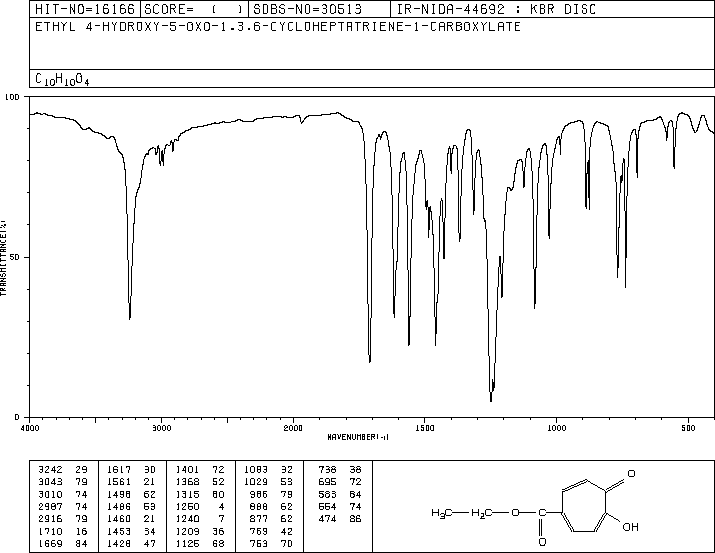 HIT-NO=16166 SCORE= ( ) SDBS-NO=30513 IR-NIDA-44692 : KBR DISC
ETHYL 4-HYDROXY-5-OXO-1,3,6-CYCLOHEPTATRIENE-1-CARBOXYLATE
C10H10O4
100
50
0
TRANSMITTANCE(%)
4000 3000 2000 1500 1000 500
WAVENUMBER(-1)
3242 29 1617 30 1401 72 1083 32 738 38
3043 79 1561 21 1368 52 1029 53 695 72
3010 74 1498 62 1315 60 986 79 583 84
2987 74 1486 53 1250 4 888 62 554 74
2916 79 1460 21 1240 7 877 62 474 86
1710 16 1453 34 1209 36 769 42
1669 84 1428 47 1125 68 753 70
O
H3C H2C O
OH
O